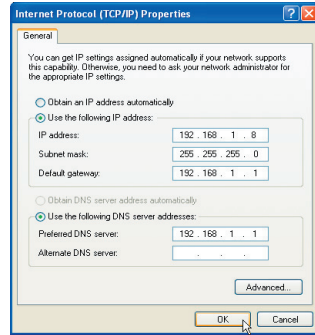 Internet Protocol (TCP/IP) Properties
General
You can get IP settings assigned automatically if your network supports
this capability. Otherwise, you need to ask your network administrator for
the appropriate IP settings.
Obtain an IP address automatically
Use the following IP address:
IP address: 192 . 168 . 1 . 8
Subnet mask: 255 . 255 . 255 . 0
Default gateway: 192 . 168 . 1 . 1
Obtain DNS server address automatically
Use the following DNS server addresses:
Preferred DNS server: 192 . 168 . 1 . 1
Alternate DNS server: . . .
Advanced...
OK Cancel